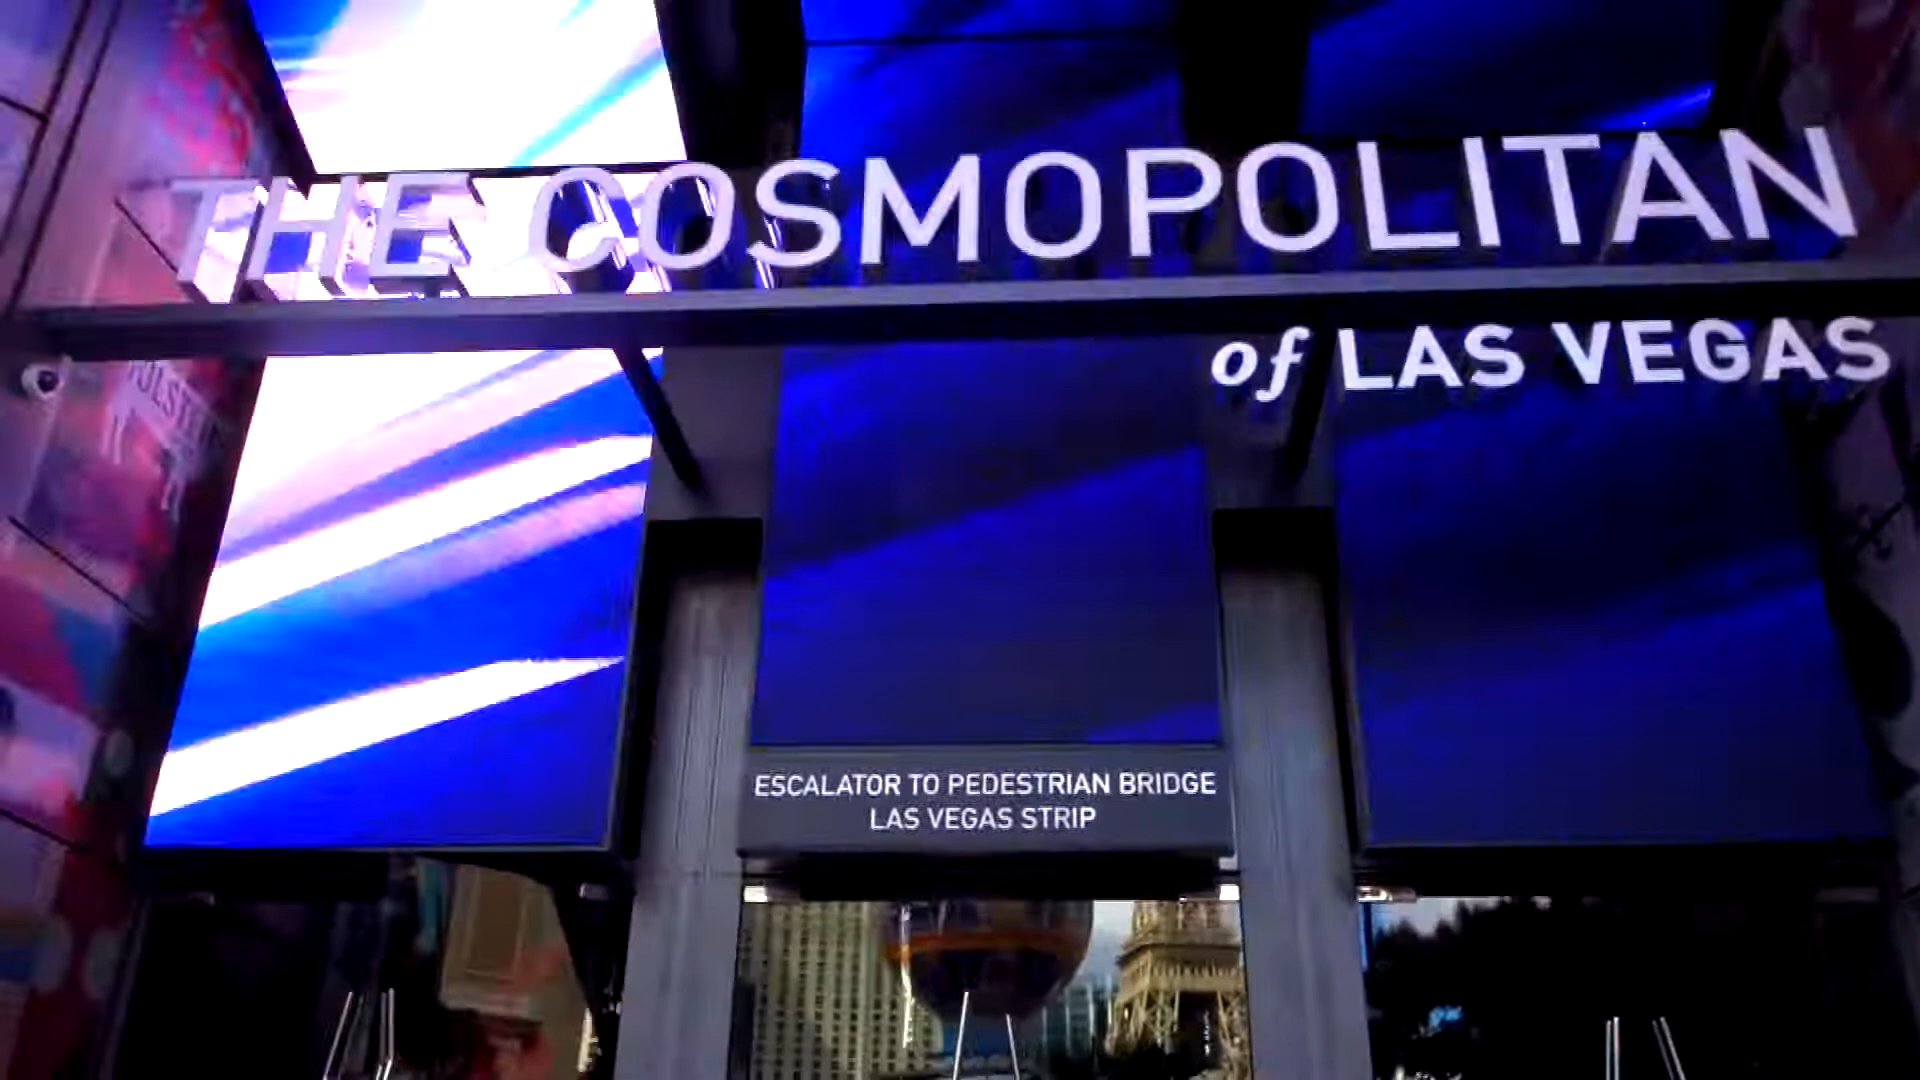 THE COSMOPOLITAN
of LAS VEGAS
ESCALATOR TO PEDESTRIAN BRIDGE
LAS VEGAS STRIP